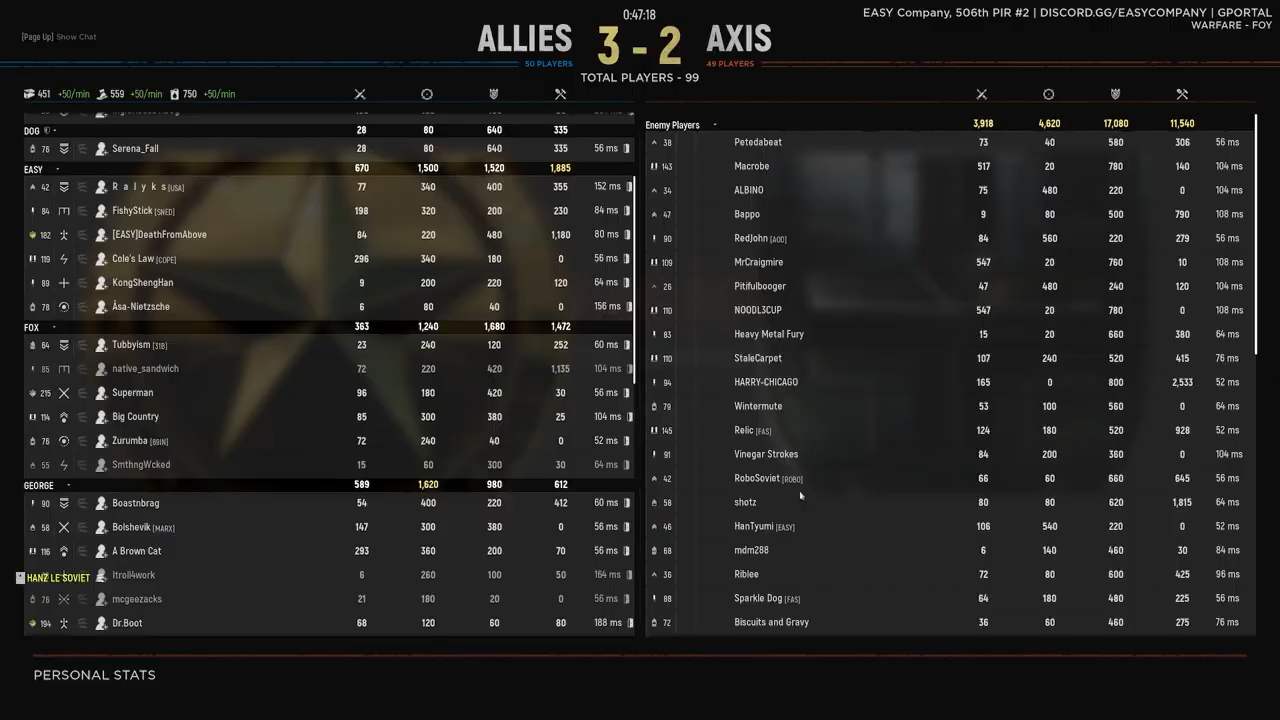 0:47:18
EASY Company, 506th PIR #2 | DISCORD.GG/EASYCOMPANY | GPORTAL
WARFARE - FOY
[Page Up] Show Chat
ALLIES 3 - 2 AXIS
50 PLAYERS 49 PLAYERS
TOTAL PLAYERS - 99
451 +50/min 559 +50/min 750 +50/min
DOG 28 80 640 335
76 Serena_Fall 28 80 640 335 56 ms
EASY 670 1,500 1,520 1,885
42 R a l y k s [USA] 77 340 400 355 152 ms
84 FishyStick [SNED] 198 320 200 230 84 ms
182 [EASY]DeathFromAbove 84 220 480 1,180 80 ms
119 Cole's Law [COPE] 296 340 180 0 56 ms
89 KongShengHan 9 200 220 120 64 ms
78 Åsa-Nietzsche 6 80 40 0 156 ms
FOX 363 1,240 1,680 1,472
64 Tubbyism [31B] 23 240 120 252 60 ms
85 native_sandwich 72 220 420 1,135 104 ms
215 Superman 96 180 420 30 56 ms
114 Big Country 85 300 380 25 104 ms
76 Zurumba [69IN] 72 240 40 0 52 ms
55 SmthngWcked 15 60 300 30 64 ms
GEORGE 589 1,620 980 612
90 Boastnbrag 54 400 220 412 60 ms
58 Bolshevik [MARX] 147 300 380 0 56 ms
116 A Brown Cat 293 360 200 70 56 ms
HANZ LE SOVIET
Itroll4work 6 260 100 50 164 ms
76 mcgeezacks 21 180 20 0 56 ms
194 Dr.Boot 68 120 60 80 188 ms
Enemy Players 3,918 4,620 17,080 11,540
38 Petedabeat 73 40 580 306 56 ms
143 Macrobe 517 20 780 140 104 ms
34 ALBINO 75 480 220 0 104 ms
47 Bappo 9 80 500 790 108 ms
90 RedJohn [AOD] 84 560 220 279 56 ms
109 MrCraigmire 547 20 760 10 108 ms
26 Pitifulbooger 47 480 240 120 104 ms
110 NOODL3CUP 547 20 780 0 108 ms
83 Heavy Metal Fury 15 20 660 380 64 ms
110 StaleCarpet 107 240 520 415 76 ms
94 HARRY-CHICAGO 165 0 800 2,533 52 ms
79 Wintermute 53 100 560 0 64 ms
145 Relic [FAS] 124 180 520 928 52 ms
91 Vinegar Strokes 84 200 360 0 104 ms
42 RoboSoviet [ROBO] 66 60 660 645 56 ms
58 shotz 80 80 620 1,815 64 ms
46 HanTyumi [EASY] 106 540 220 0 52 ms
68 mdm288 6 140 460 30 84 ms
36 Riblee 72 80 600 425 96 ms
88 Sparkle Dog [FAS] 64 180 480 225 56 ms
72 Biscuits and Gravy 36 60 460 275 76 ms
PERSONAL STATS